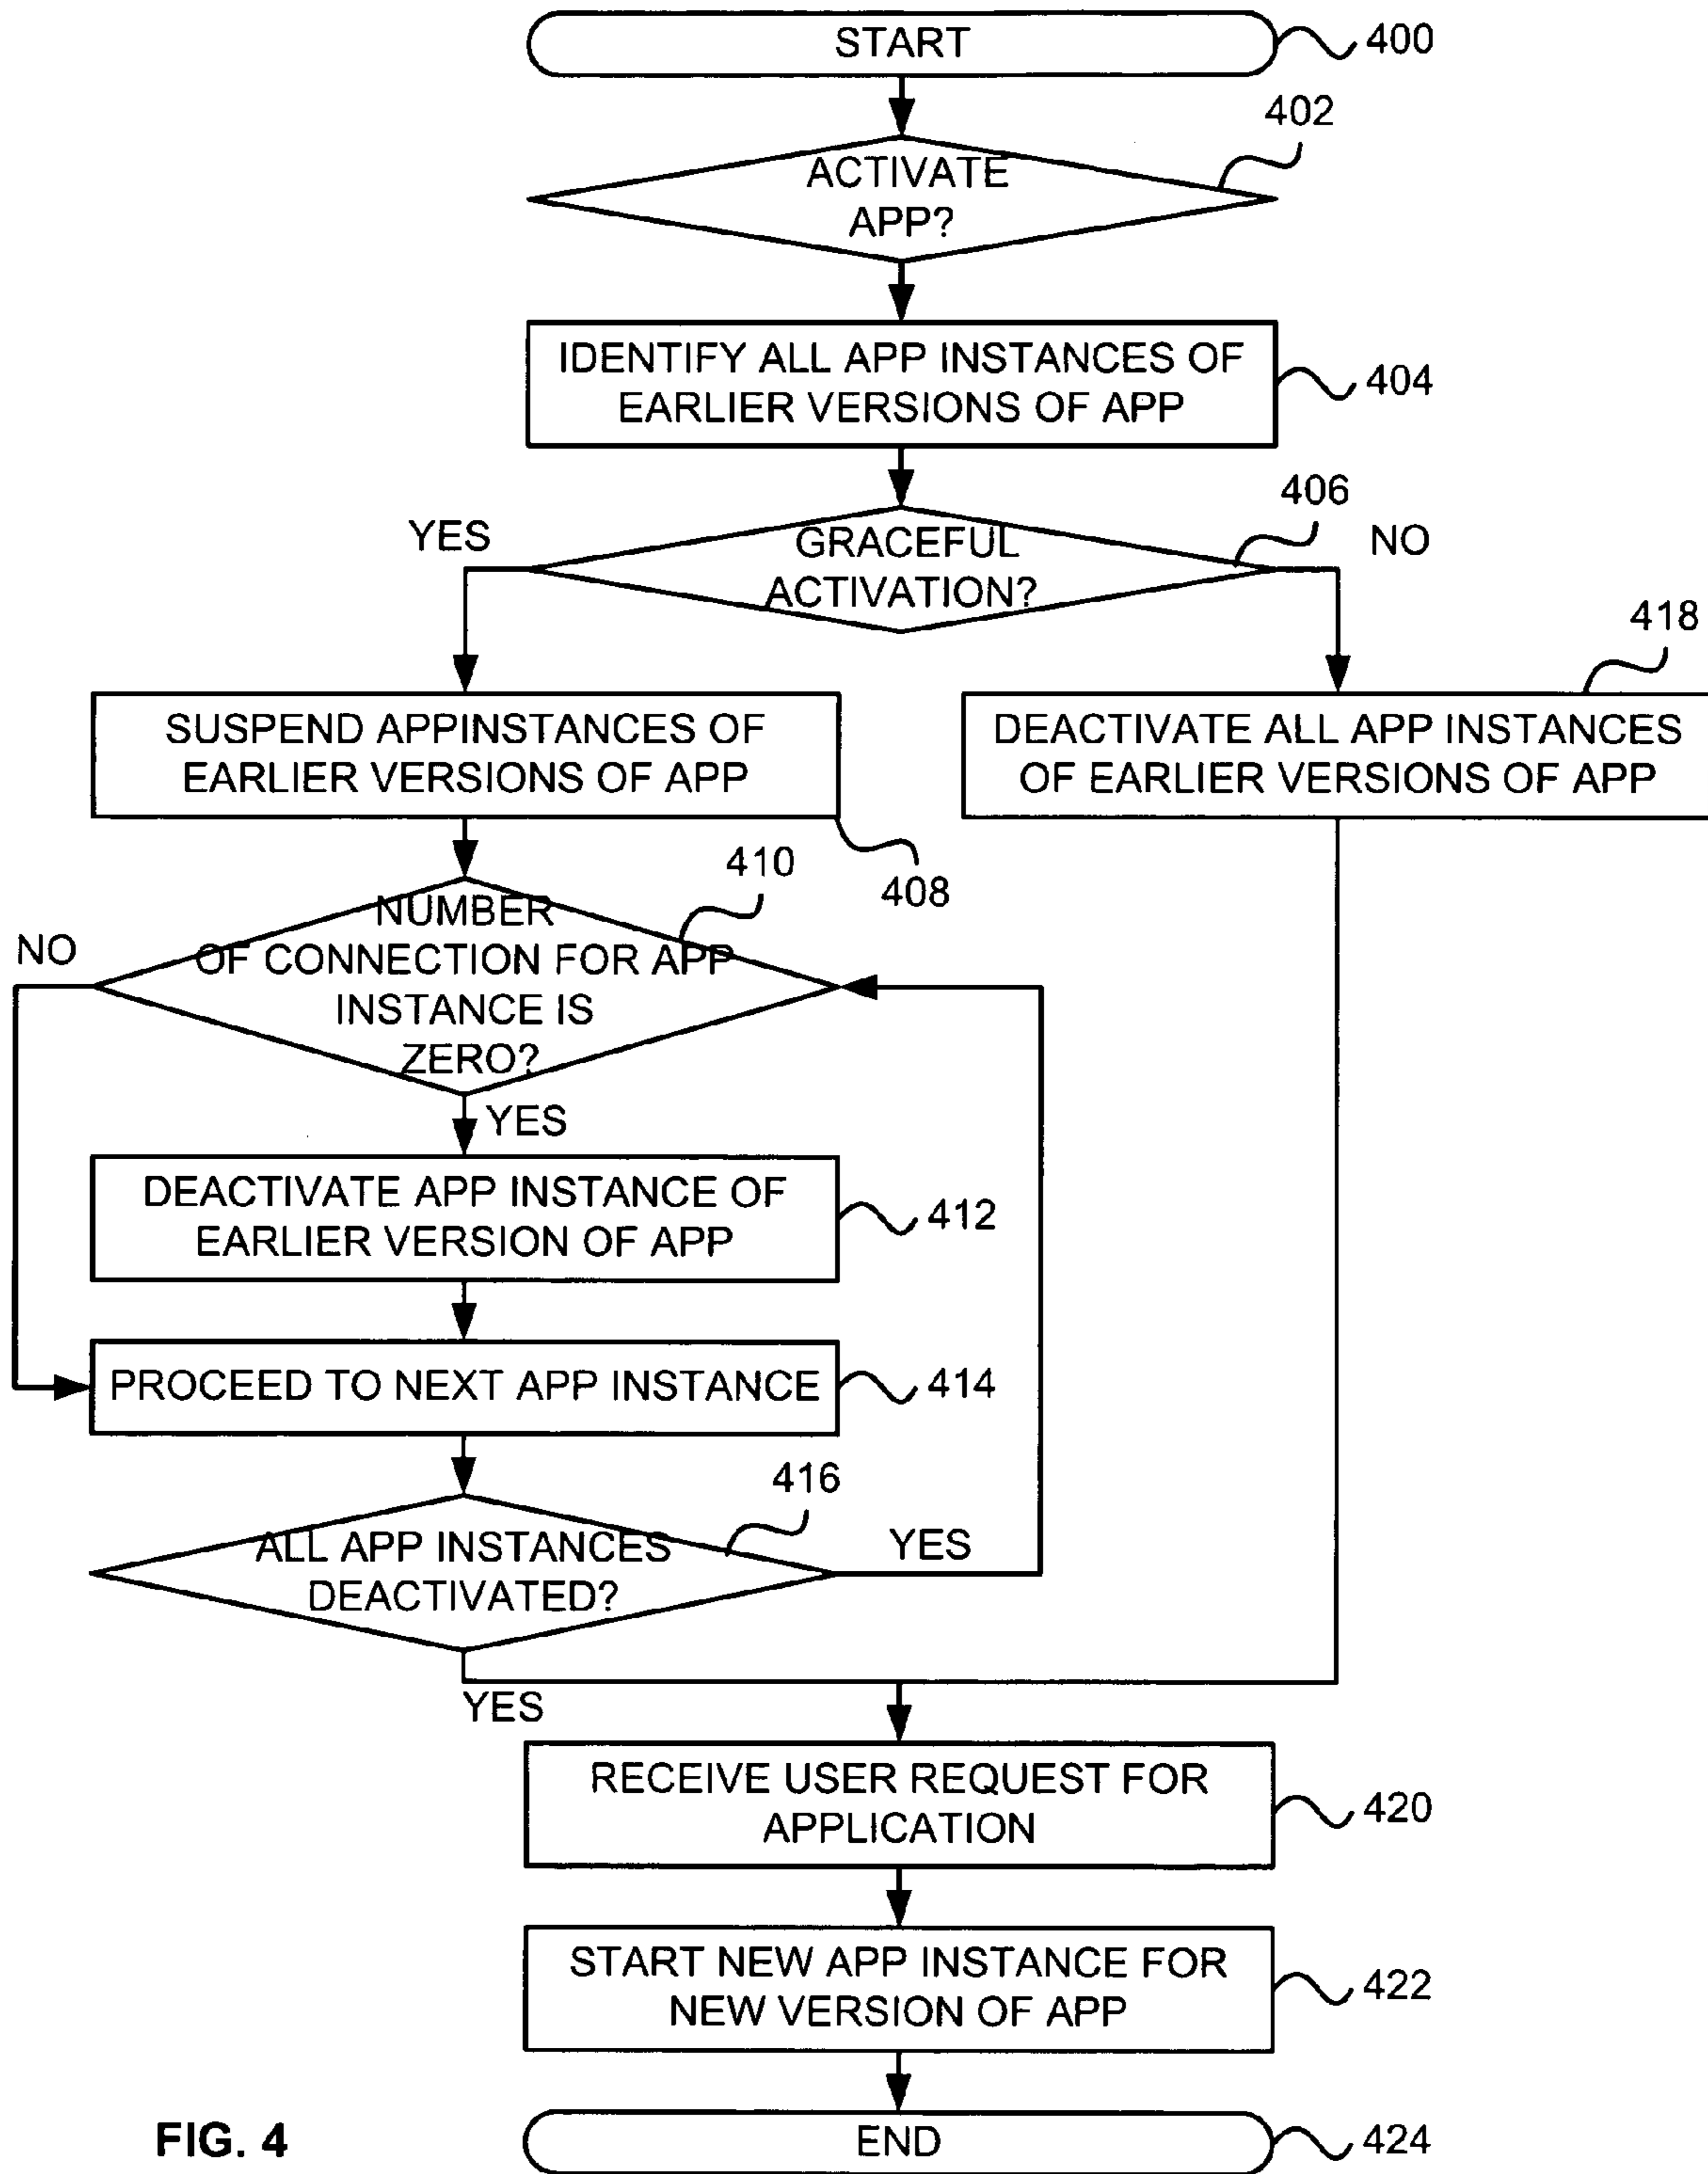 START
400
402
ACTIVATE
APP?
IDENTIFY ALL APP INSTANCES OF
EARLIER VERSIONS OF APP
404
406
YES
GRACEFUL
ACTIVATION?
NO
418
SUSPEND APPINSTANCES OF
EARLIER VERSIONS OF APP
DEACTIVATE ALL APP INSTANCES
OF EARLIER VERSIONS OF APP
408
410
NO
NUMBER
OF CONNECTION FOR APP
INSTANCE IS
ZERO?
YES
DEACTIVATE APP INSTANCE OF
EARLIER VERSION OF APP
412
PROCEED TO NEXT APP INSTANCE
414
416
ALL APP INSTANCES
DEACTIVATED?
YES
YES
RECEIVE USER REQUEST FOR
APPLICATION
420
START NEW APP INSTANCE FOR
NEW VERSION OF APP
422
END
424
FIG. 4